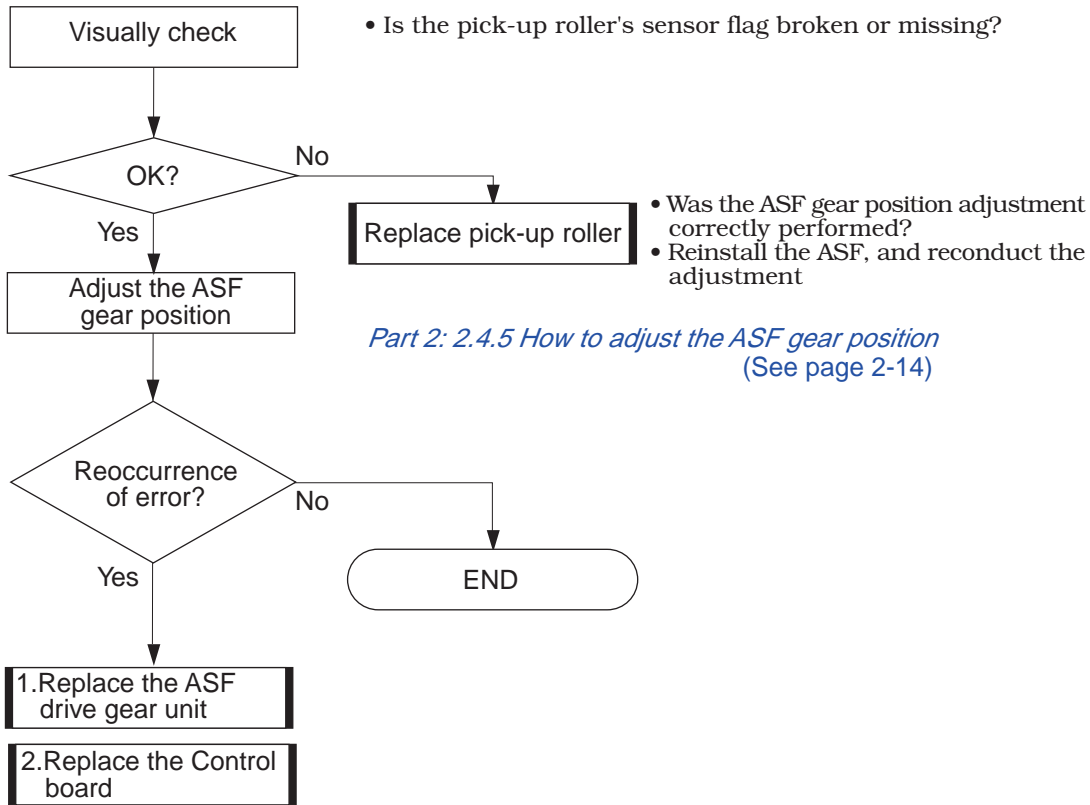 Visually check
• Is the pick-up roller's sensor flag broken or missing?
OK?
No
Yes
Replace pick-up roller
• Was the ASF gear position adjustment
correctly performed?
• Reinstall the ASF, and reconduct the
adjustment
Adjust the ASF
gear position
Part 2: 2.4.5 How to adjust the ASF gear position
(See page 2-14)
Reoccurrence
of error?
No
Yes
END
1.Replace the ASF
drive gear unit
2.Replace the Control
board